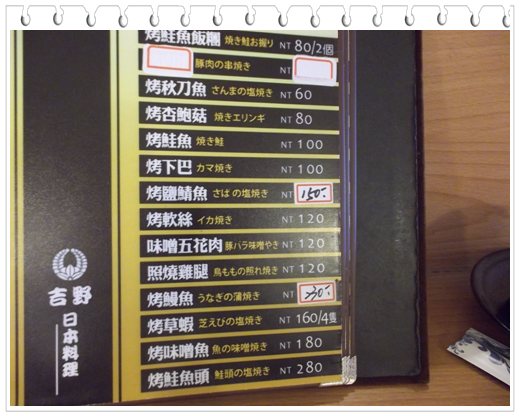 烤鮭魚飯糰 焼き鮭お握り NT 80/2個
豚肉の串焼き NT
烤秋刀魚 さんまの塩焼き NT 60
烤杏鮑菇 焼きエリンギ NT 80
烤鮭魚 焼き鮭 NT 100
烤下巴 カマ焼き NT 100
烤鹽鯖魚 さばの塩焼き NT 150.-
烤軟絲 イカ焼き NT 120
味噌五花肉 豚バラ味噌やき NT 120
照燒雞腿 鳥ももの照れ焼き NT 120
烤鰻魚 うなぎの蒲焼き NT
烤草蝦 芝えびの塩焼き NT 160/4隻
烤味噌魚 魚の味噌焼き NT 180
烤鮭魚頭 鮭頭の塩焼き NT 280
吉野
日本料理